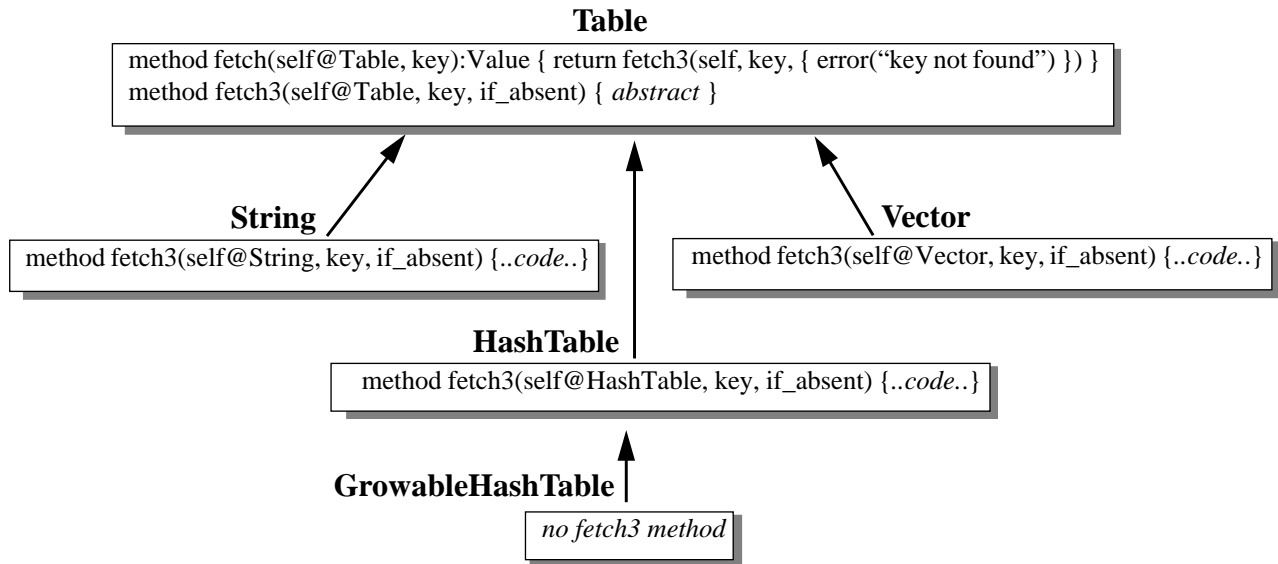 Table
method fetch(self@Table, key):Value { return fetch3(self, key, { error(“key not found”) }) }
method fetch3(self@Table, key, if_absent) { abstract }
String
method fetch3(self@String, key, if_absent) {..code..}
Vector
method fetch3(self@Vector, key, if_absent) {..code..}
HashTable
method fetch3(self@HashTable, key, if_absent) {..code..}
GrowableHashTable
no fetch3 method